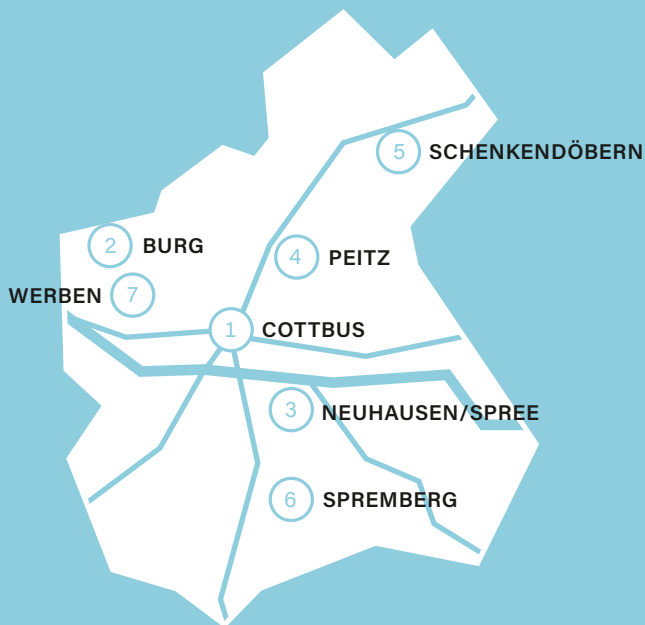 5 SCHENKENDÖBERN
2 BURG
4 PEITZ
WERBEN 7
1 COTTBUS
3 NEUHAUSEN/SPREE
6 SPREMBERG